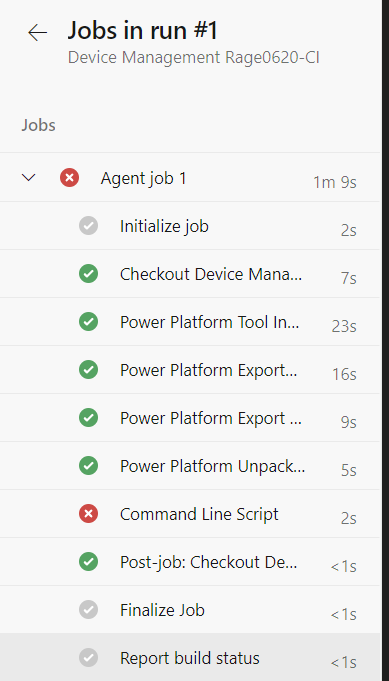 Jobs in run #1
Device Management Rage0620-CI
Jobs
Agent job 1 1m 9s
Initialize job 2s
Checkout Device Mana... 7s
Power Platform Tool In... 23s
Power Platform Export... 16s
Power Platform Export ... 9s
Power Platform Unpack... 5s
Command Line Script 2s
Post-job: Checkout De... <1s
Finalize Job <1s
Report build status <1s